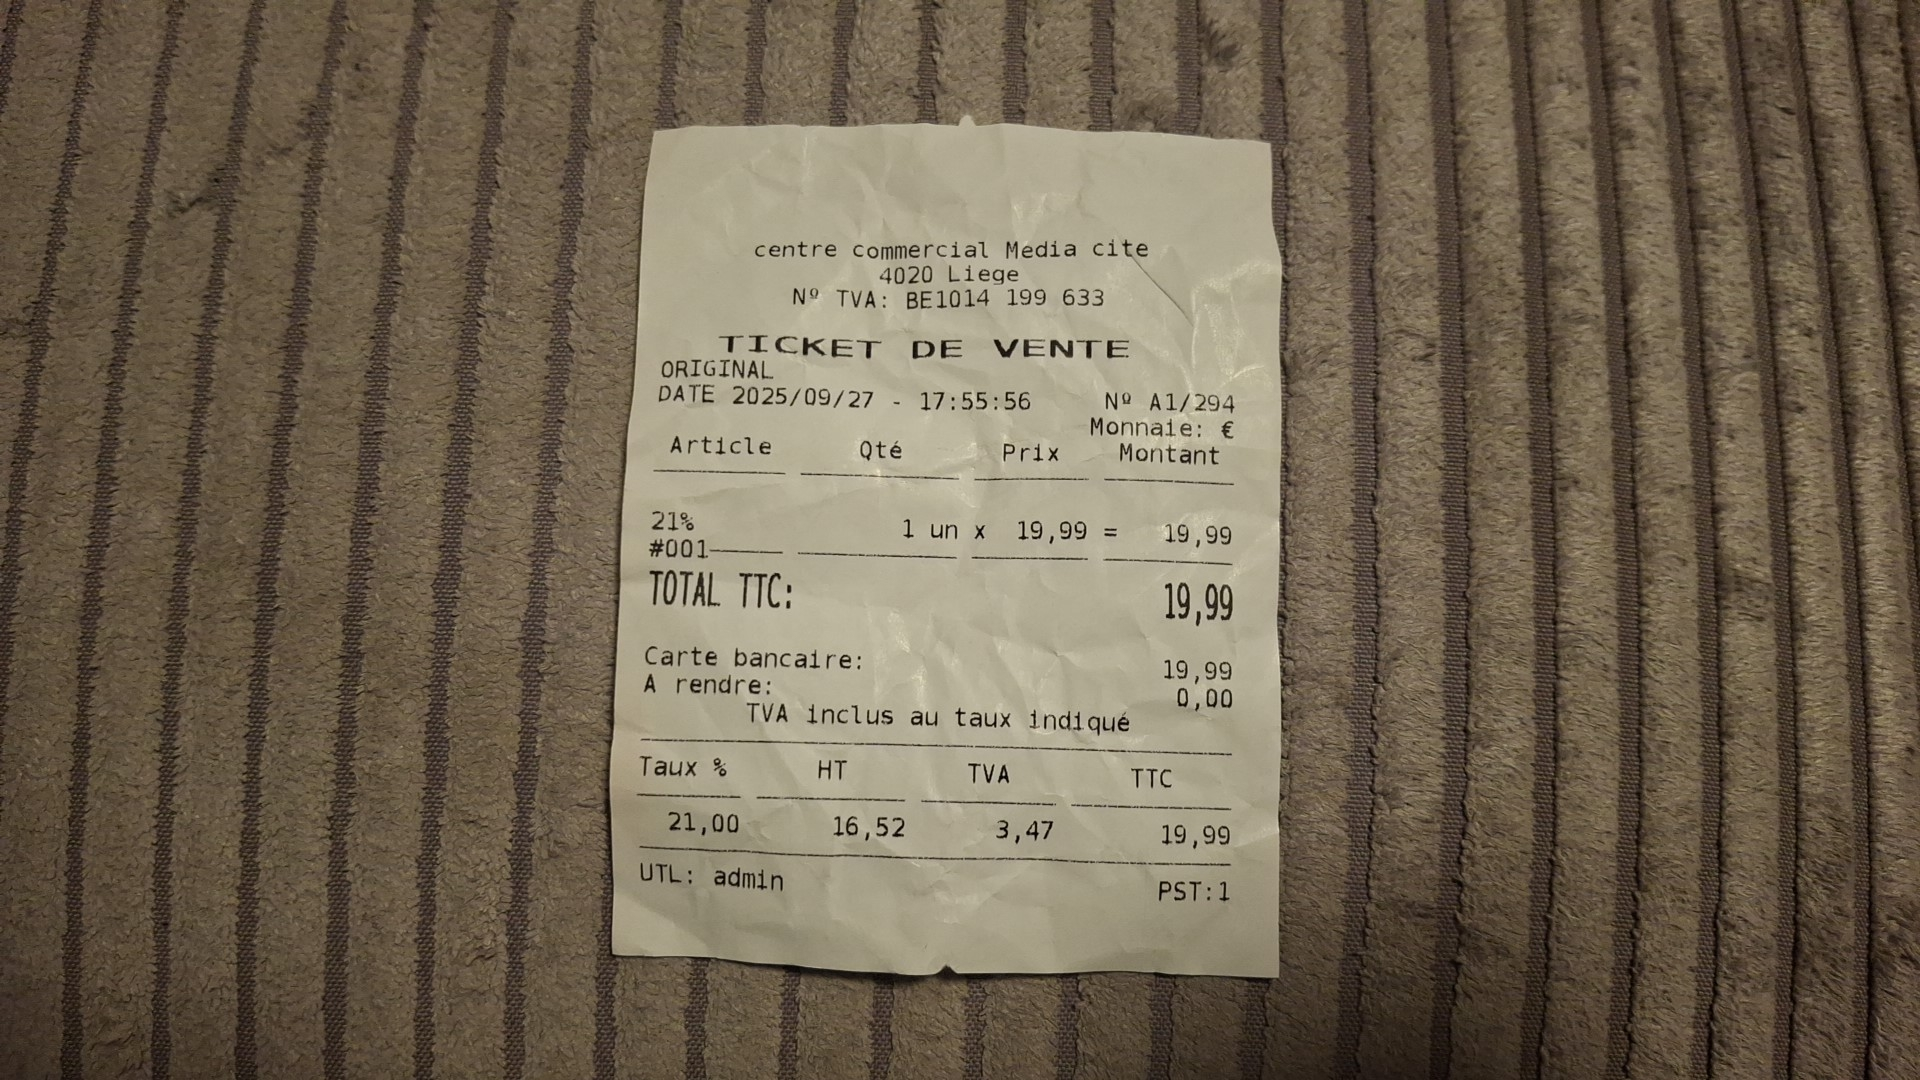 centre commercial Media cite
4020 Liege
Nº TVA: BE1014 199 633
TICKET DE VENTE
ORIGINAL
DATE 2025/09/27 - 17:55:56 Nº A1/294
Monnaie: €
Article Qté Prix Montant
21% 1 un x 19,99 = 19,99
#001
TOTAL TTC: 19,99
Carte bancaire: 19,99
A rendre: 0,00
TVA inclus au taux indiqué
Taux % HT TVA TTC
21,00 16,52 3,47 19,99
UTL: admin PST:1